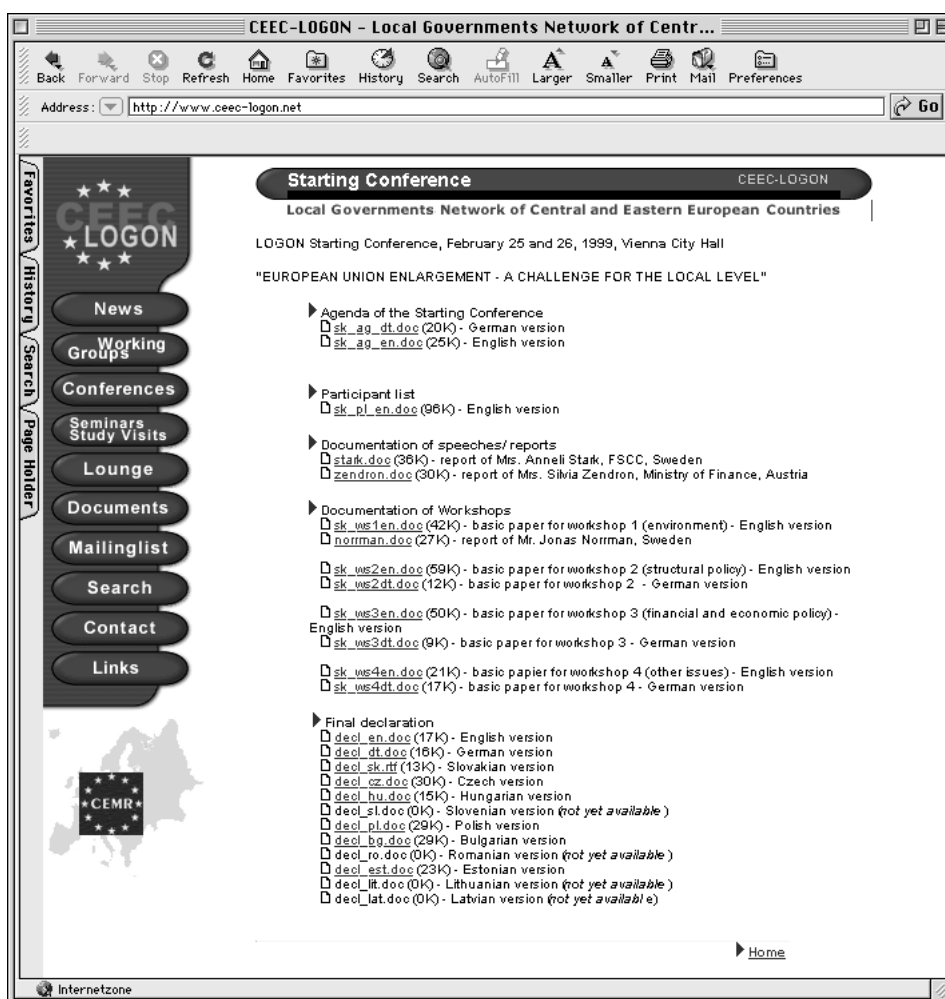 CEEC-LOGON - Local Governments Network of Centr...
Back Forward Stop Refresh Home Favorites History Search AutoFill Larger Smaller Print Mail Preferences
Address: http://www.ceec-logon.net Go
Favorites
History
Search
Page Holder
CEEC
LOGON
News
Working
Groups
Conferences
Seminars
Study Visits
Lounge
Documents
Mailinglist
Search
Contact
Links
CEMR
Starting Conference CEEC-LOGON
Local Governments Network of Central and Eastern European Countries
LOGON Starting Conference, February 25 and 26, 1999, Vienna City Hall
"EUROPEAN UNION ENLARGEMENT - A CHALLENGE FOR THE LOCAL LEVEL"
Agenda of the Starting Conference
sk_ag_dt.doc (20K) - German version
sk_ag_en.doc (25K) - English version
Participant list
sk_pl_en.doc (96K) - English version
Documentation of speeches/ reports
stark.doc (36K) - report of Mrs. Anneli Stark, FSCC, Sweden
zendron.doc (30K) - report of Mrs. Silvia Zendron, Ministry of Finance, Austria
Documentation of Workshops
sk_ws1en.doc (42K) - basic paper for workshop 1 (environment) - English version
norrman.doc (27K) - report of Mr. Jonas Norrman, Sweden
sk_ws2en.doc (59K) - basic paper for workshop 2 (structural policy) - English version
sk_ws2dt.doc (12K) - basic paper for workshop 2 - German version
sk_ws3en.doc (50K) - basic paper for workshop 3 (financial and economic policy) -
English version
sk_ws3dt.doc (9K) - basic paper for workshop 3 - German version
sk_ws4en.doc (21K) - basic papier for workshop 4 (other issues) - English version
sk_ws4dt.doc (17K) - basic paper for workshop 4 - German version
Final declaration
decl_en.doc (17K) - English version
decl_dt.doc (16K) - German version
decl_sk.rtf (13K) - Slovakian version
decl_cz.doc (30K) - Czech version
decl_hu.doc (15K) - Hungarian version
decl_sl.doc (0K) - Slovenian version (not yet available )
decl_pl.doc (29K) - Polish version
decl_bg.doc (29K) - Bulgarian version
decl_ro.doc (0K) - Romanian version (not yet available )
decl_est.doc (23K) - Estonian version
decl_lit.doc (0K) - Lithuanian version (not yet available )
decl_lat.doc (0K) - Latvian version (not yet availabl e)
Home
Internetzone